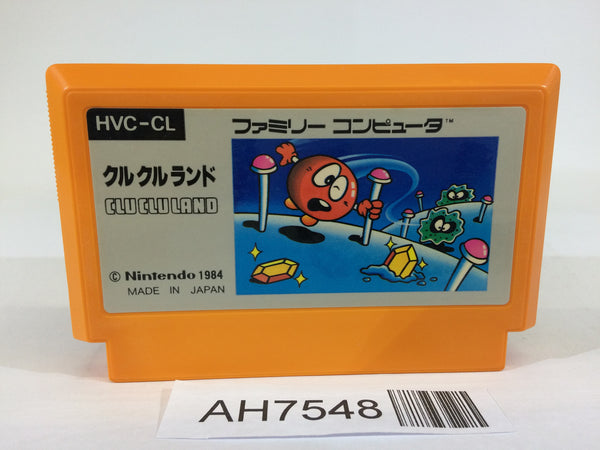 HVC-CL
ファミリー コンピュータ™
クルクルランド
CLU CLU LAND
© Nintendo 1984
MADE IN JAPAN
AH7548